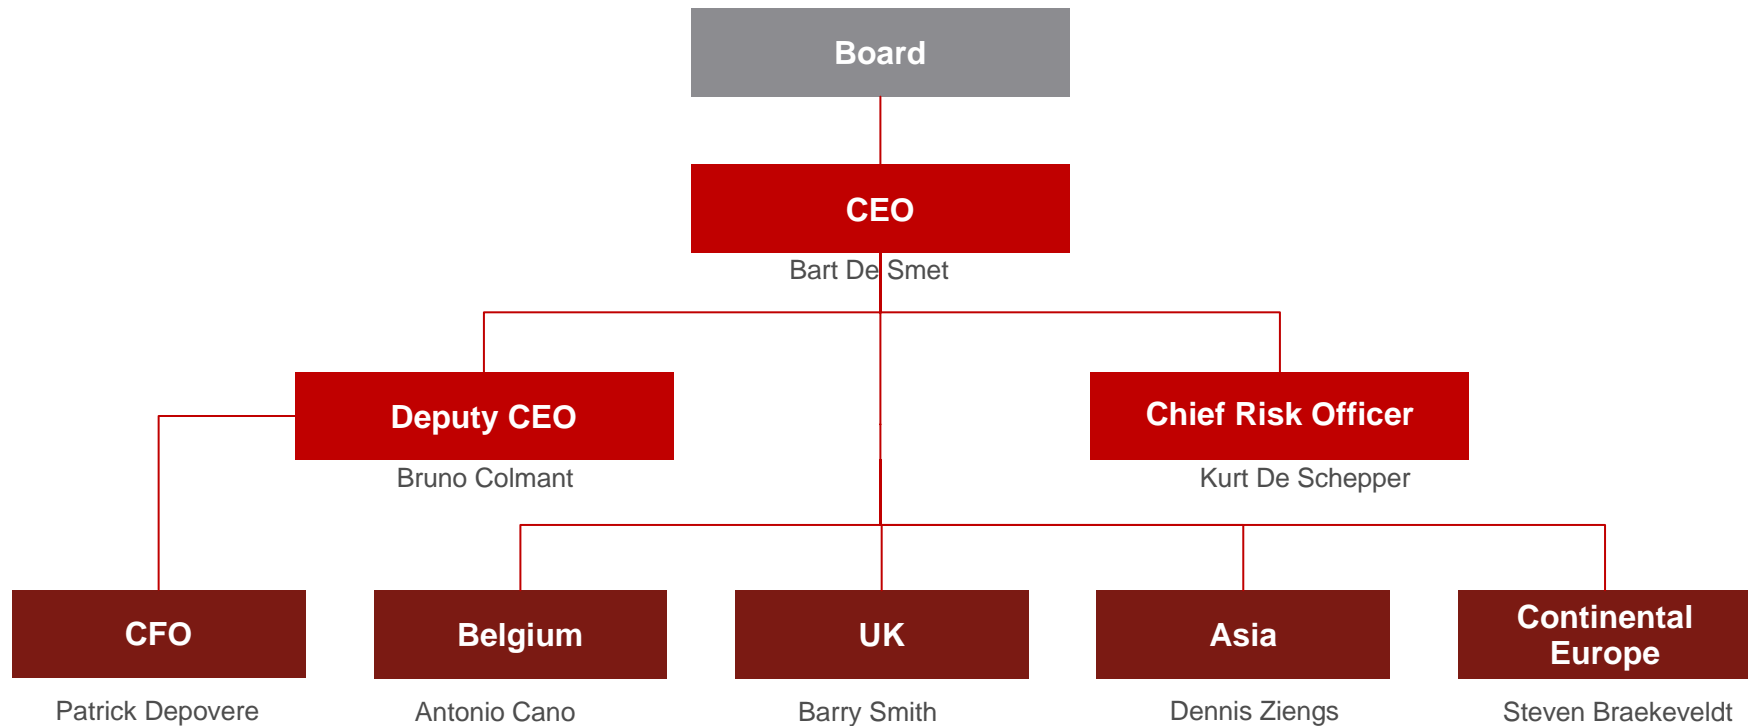 Board
CEO
Bart De Smet
Deputy CEO
Chief Risk Officer
Bruno Colmant
Kurt De Schepper
CFO
Belgium
UK
Asia
Continental
Europe
Patrick Depovere
Antonio Cano
Barry Smith
Dennis Ziengs
Steven Braekeveldt